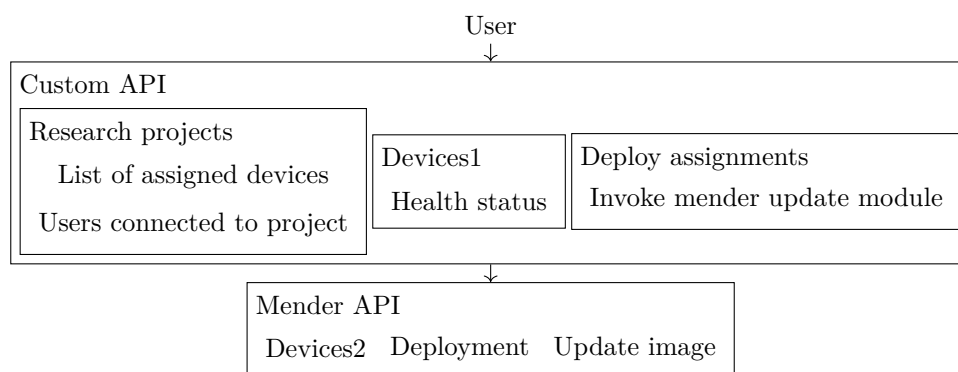 User
Custom API
Research projects
List of assigned devices
Users connected to project
Devices1
Health status
Deploy assignments
Invoke mender update module
Mender API
Devices2 Deployment Update image